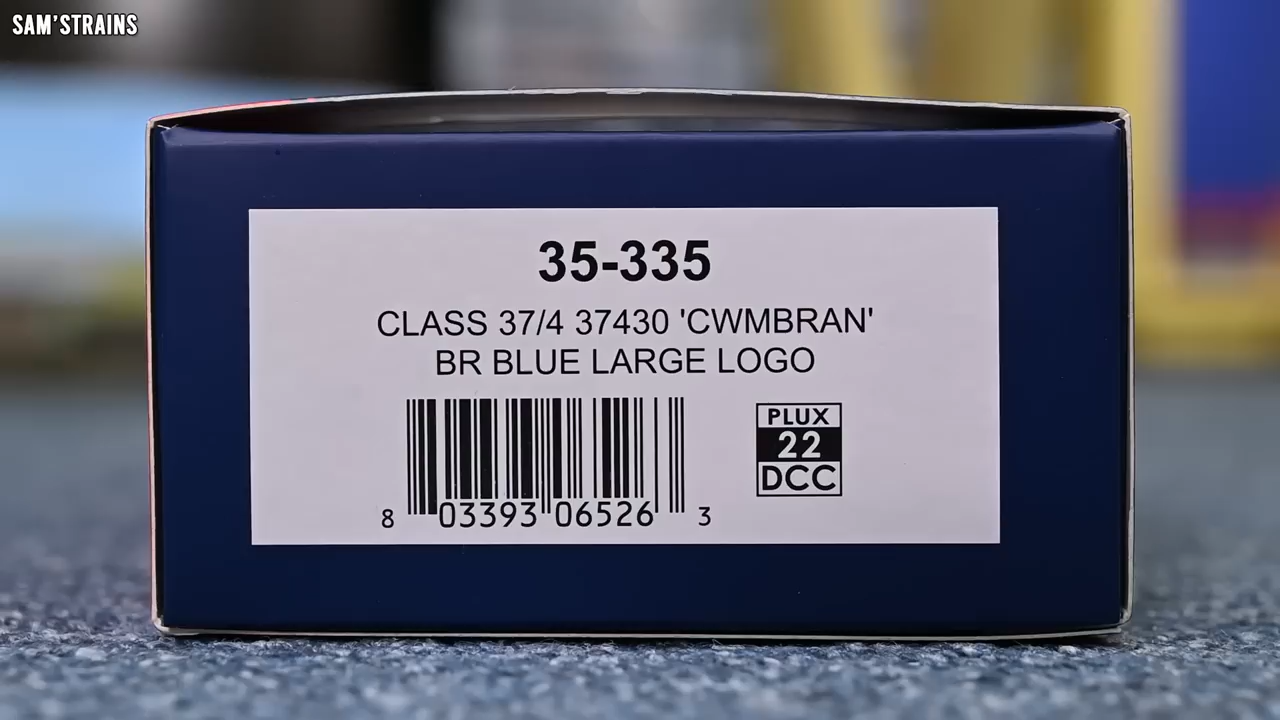 SAM'STRAINS
35-335
CLASS 37/4 37430 'CWMBRAN'
BR BLUE LARGE LOGO
PLUX
22
DCC
8 03393 06526 3